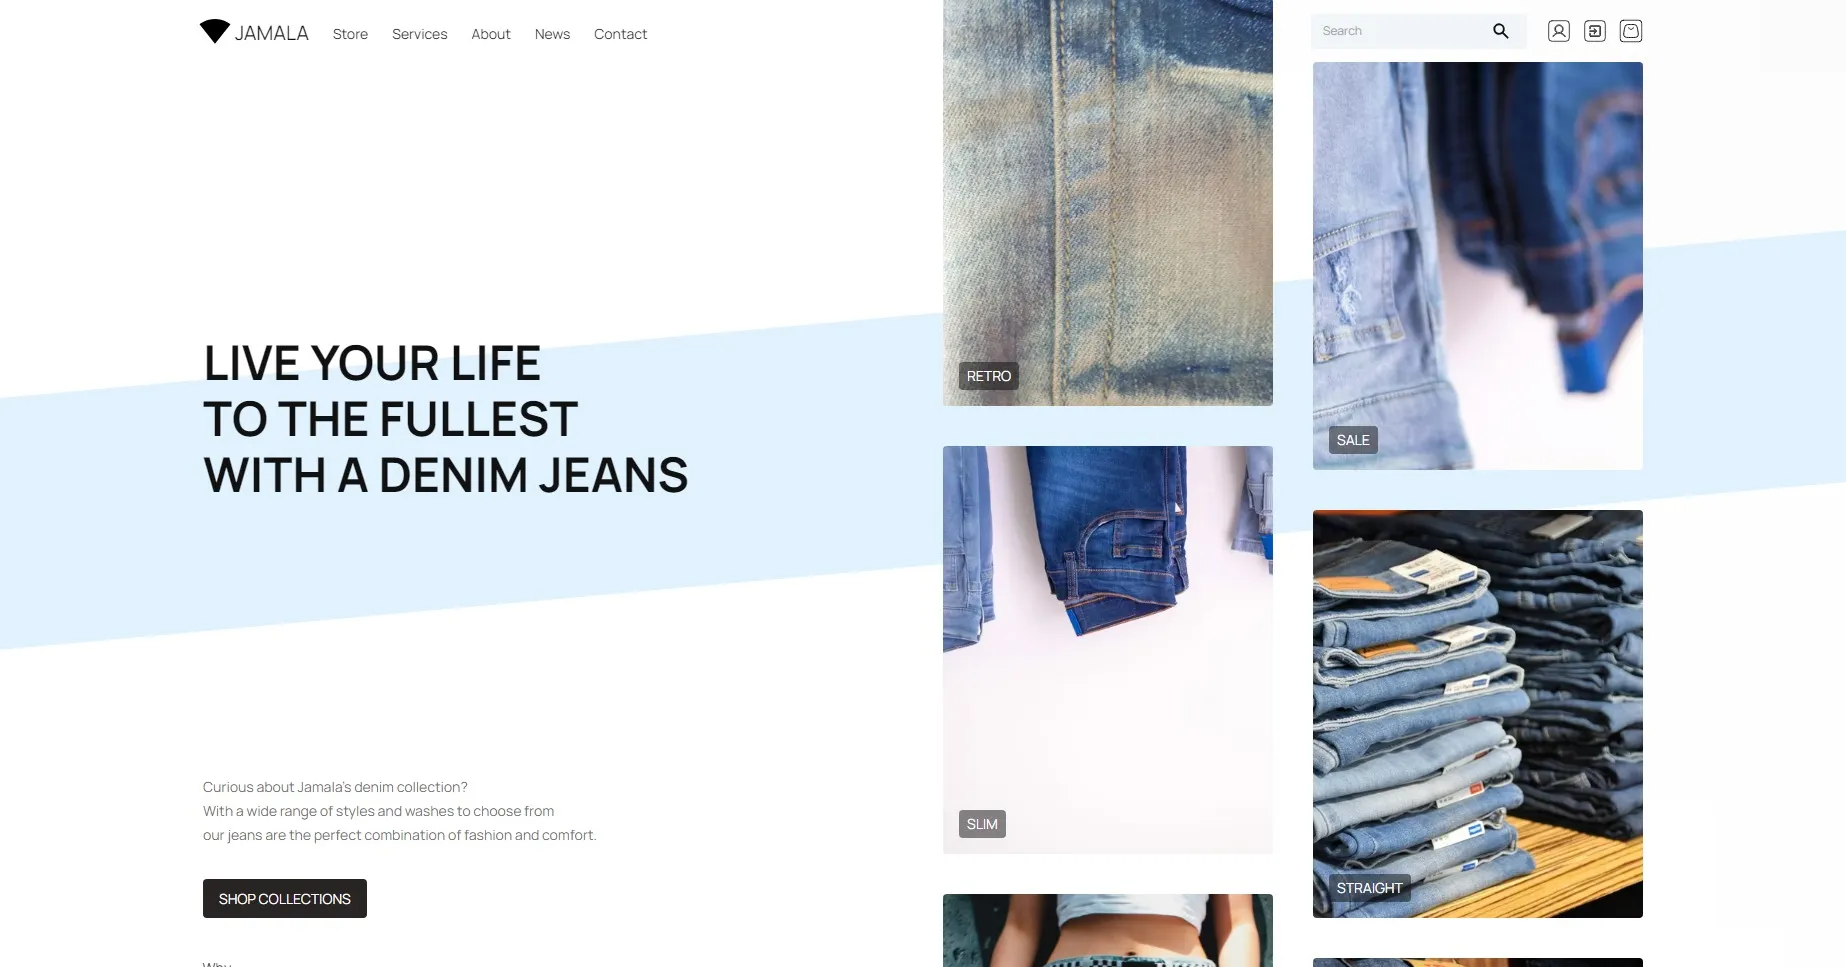 JAMALA
Store
Services
About
News
Contact
Search
LIVE YOUR LIFE
TO THE FULLEST
WITH A DENIM JEANS
Curious about Jamala's denim collection?
With a wide range of styles and washes to choose from
our jeans are the perfect combination of fashion and comfort.
SHOP COLLECTIONS
Why
RETRO
SALE
SLIM
STRAIGHT